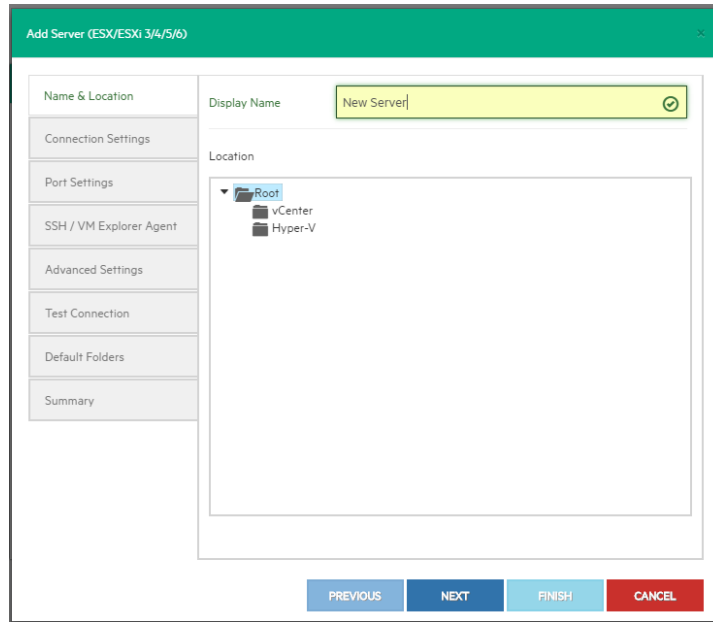 Add Server (ESX/ESXi 3/4/5/6)
×
Name & Location
Connection Settings
Port Settings
SSH / VM Explorer Agent
Advanced Settings
Test Connection
Default Folders
Summary
Display Name
New Server
Location
Root
vCenter
Hyper-V
PREVIOUS
NEXT
FINISH
CANCEL